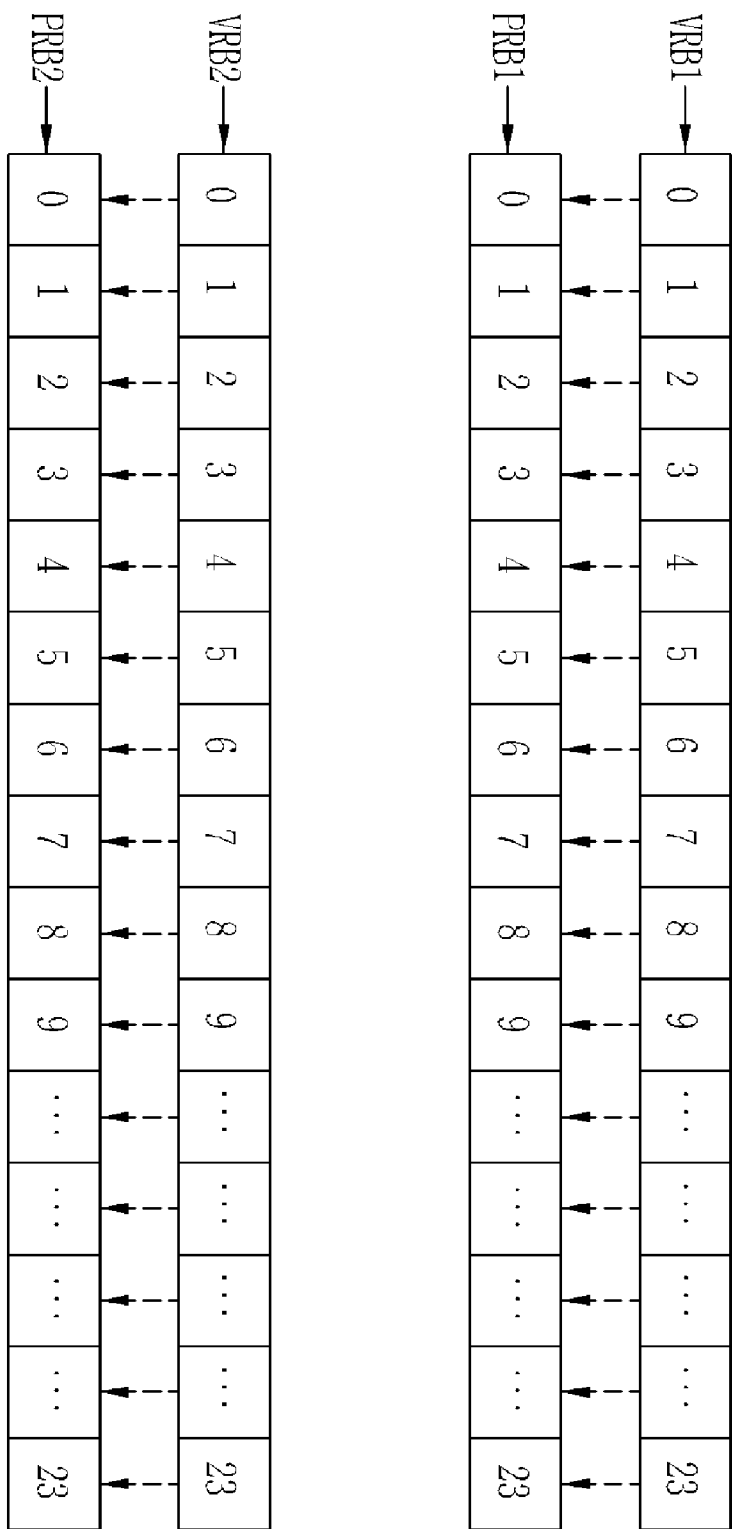 VRB1 0 1 2 3 4 5 6 7 8 9 ... ... ... ... 23
PRB1 0 1 2 3 4 5 6 7 8 9 ... ... ... ... 23
VRB2 0 1 2 3 4 5 6 7 8 9 ... ... ... ... 23
PRB2 0 1 2 3 4 5 6 7 8 9 ... ... ... ... 23